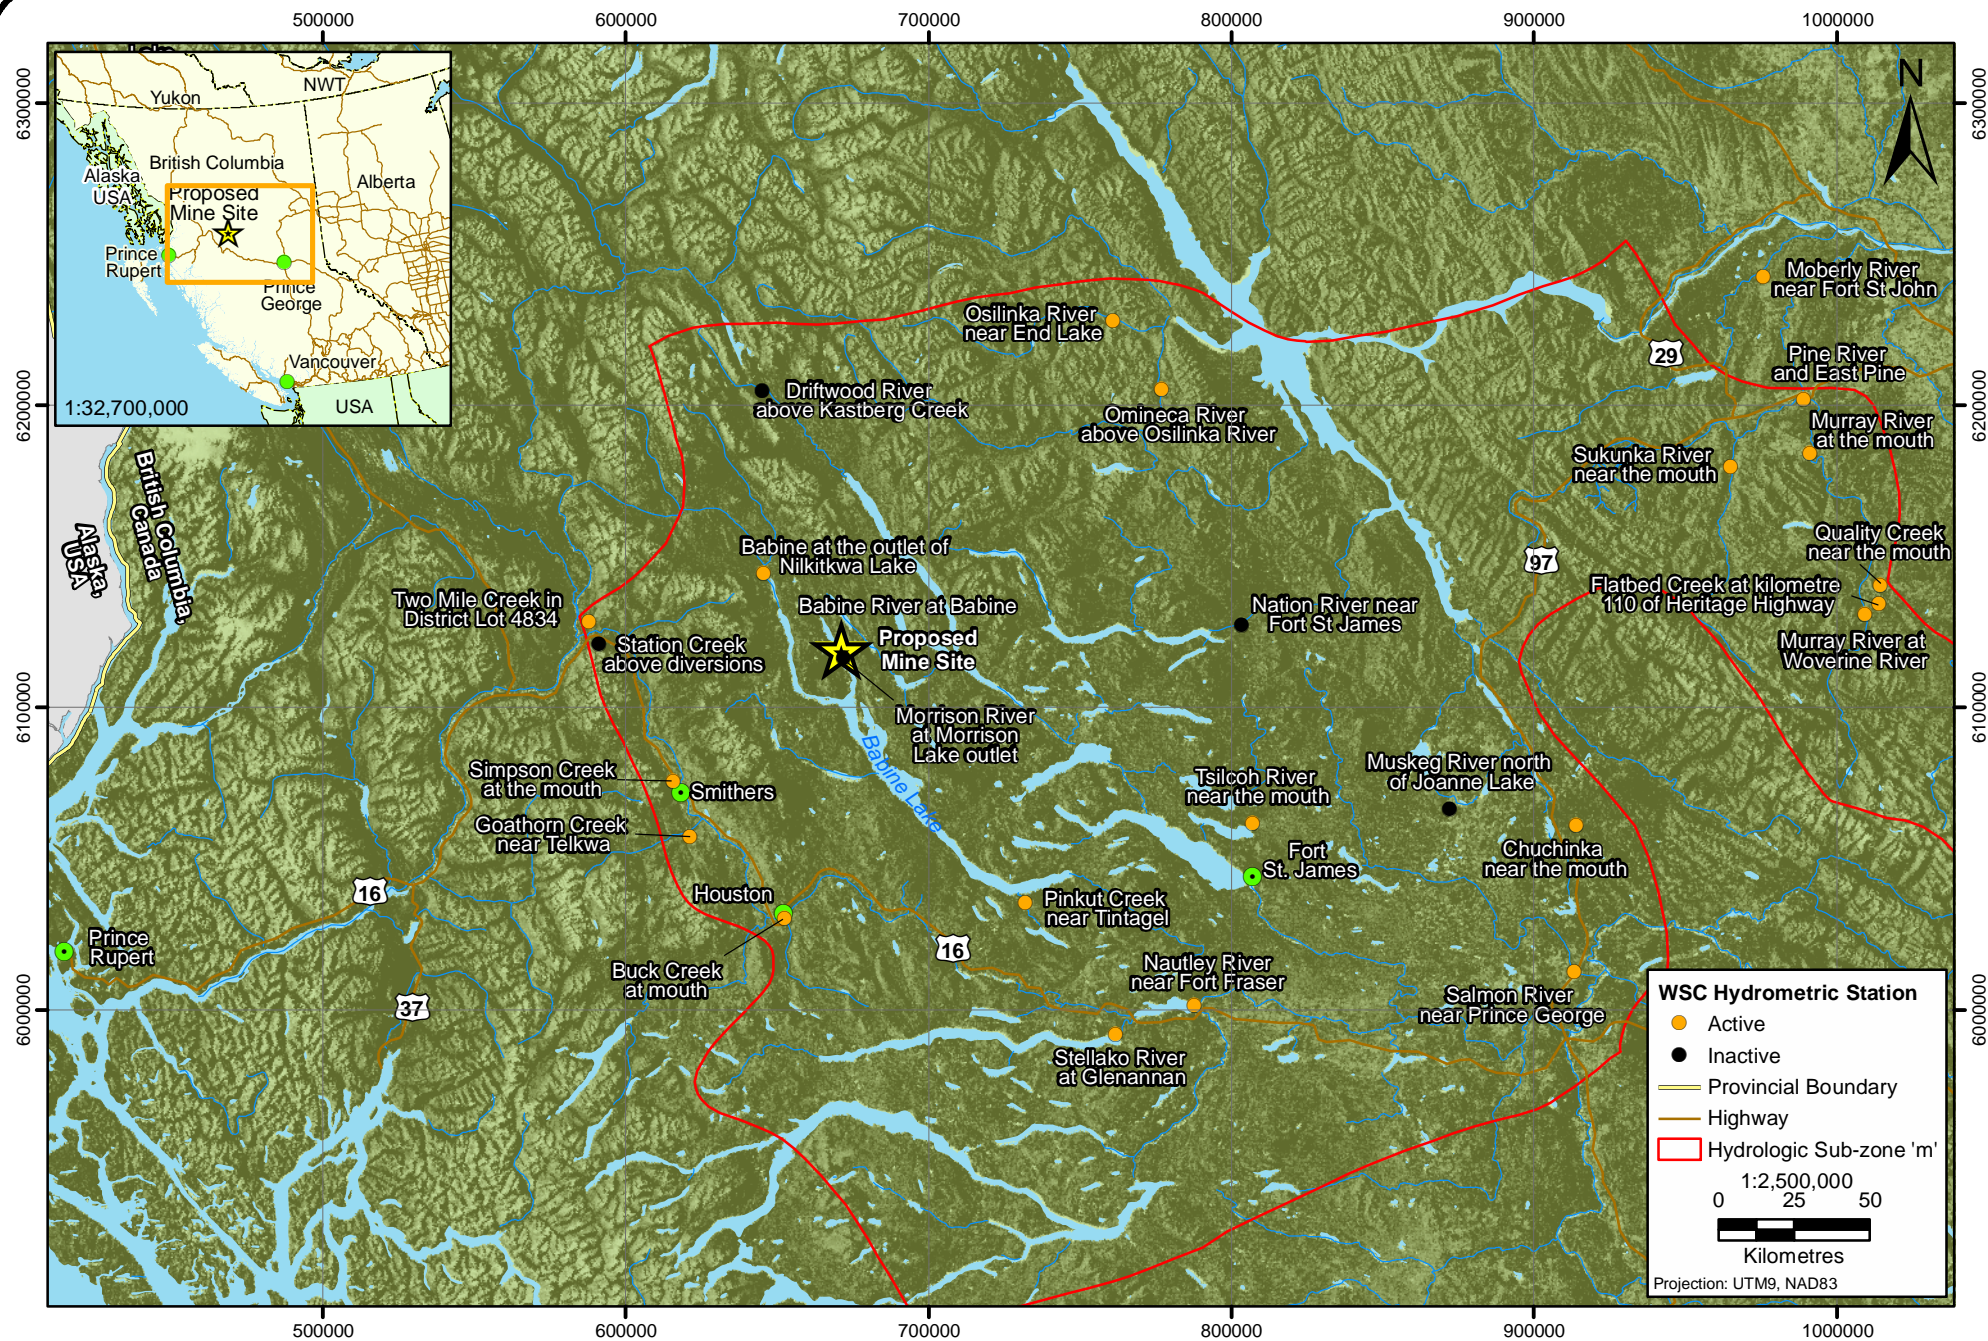 500000
600000
700000
800000
900000
1000000
6300000
6200000
6100000
6000000
6300000
6200000
6100000
6000000
Yukon
NWT
British Columbia
Alaska
USA
Alberta
Proposed
Mine Site
Prince
Rupert
Prince
George
Vancouver
USA
1:32,700,000
N
Moberly River
near Fort St John
Osilinka River
near End Lake
29
Pine River
and East Pine
Driftwood River
above Kastberg Creek
Omineca River
above Osilinka River
Murray River
at the mouth
Sukunka River
near the mouth
British Columbia,
Canada
Alaska,
USA
Quality Creek
near the mouth
Babine at the outlet of
Nilkitkwa Lake
97
Flatbed Creek at kilometre
110 of Heritage Highway
Two Mile Creek in
District Lot 4834
Babine River at Babine
Nation River near
Fort St James
Station Creek
above diversions
Proposed
Mine Site
Murray River at
Woverine River
Morrison River
at Morrison
Lake outlet
Babine Lake
Muskeg River north
of Joanne Lake
Simpson Creek
at the mouth
Smithers
Tsilcoh River
near the mouth
Goathorn Creek
near Telkwa
Chuchinka
near the mouth
Fort
St. James
Houston
16
Pinkut Creek
near Tintagel
Prince
Rupert
16
Buck Creek
at mouth
Nautley River
near Fort Fraser
37
Salmon River
near Prince George
Stellako River
at Glenannan
WSC Hydrometric Station
Active
Inactive
Provincial Boundary
Highway
Hydrologic Sub-zone 'm'
1:2,500,000
0 25 50
Kilometres
Projection: UTM9, NAD83
500000
600000
700000
800000
900000
1000000